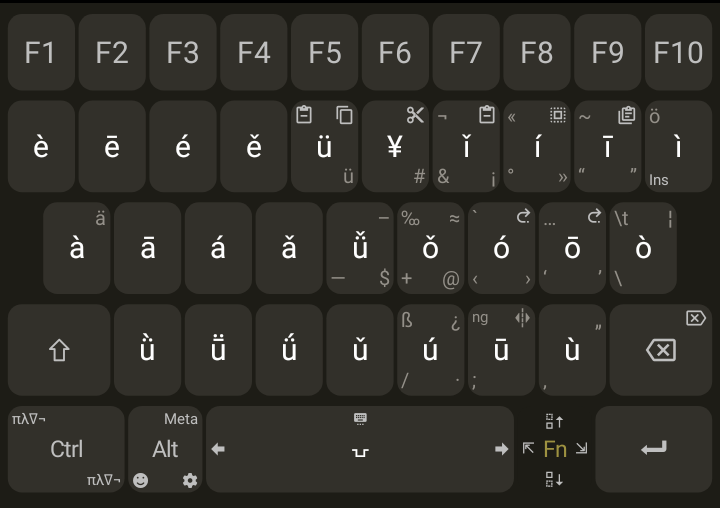 F1 F2 F3 F4 F5 F6 F7 F8 F9 F10
è ē é ě ü ü ¥ # ¬ ǐ & ¡ « í ° » ~ ī “ ” ö ì Ins
ä à ā á ǎ – ǚ — $ ‰ ≈ ǒ + @ ` ó ‹ › … ō ‘ ’ \t ¦ ò \
ǜ ǖ ǘ ǔ ß ¿ ú / · ng ū ; „ ù ‚
πλ∇¬ Ctrl πλ∇¬ Meta Alt Fn